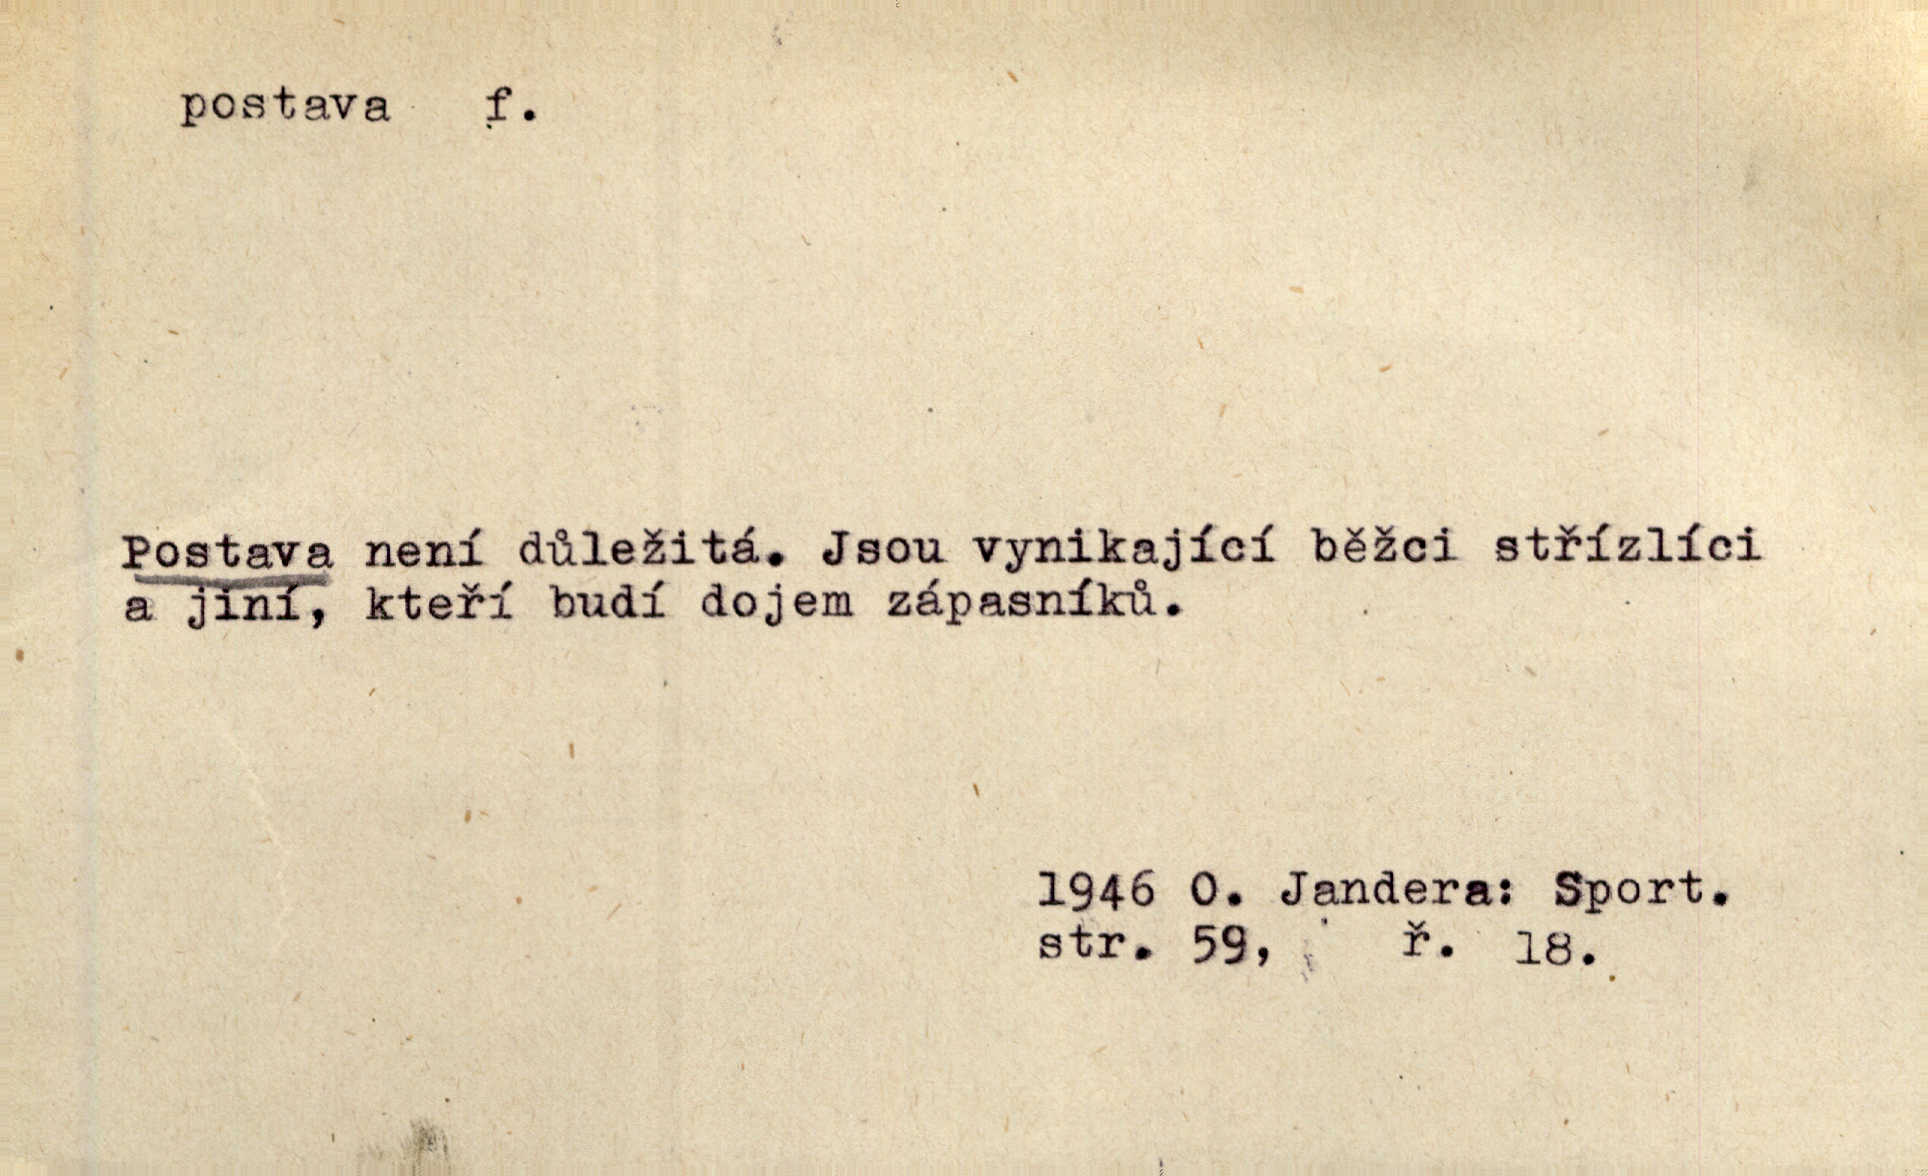 postava f.
Postava není důležitá. Jsou vynikající běžci střízlíci
a jiní, kteří budí dojem zápasníků.
1946 O. Jandera: Sport.
str. 59, ř. 18.